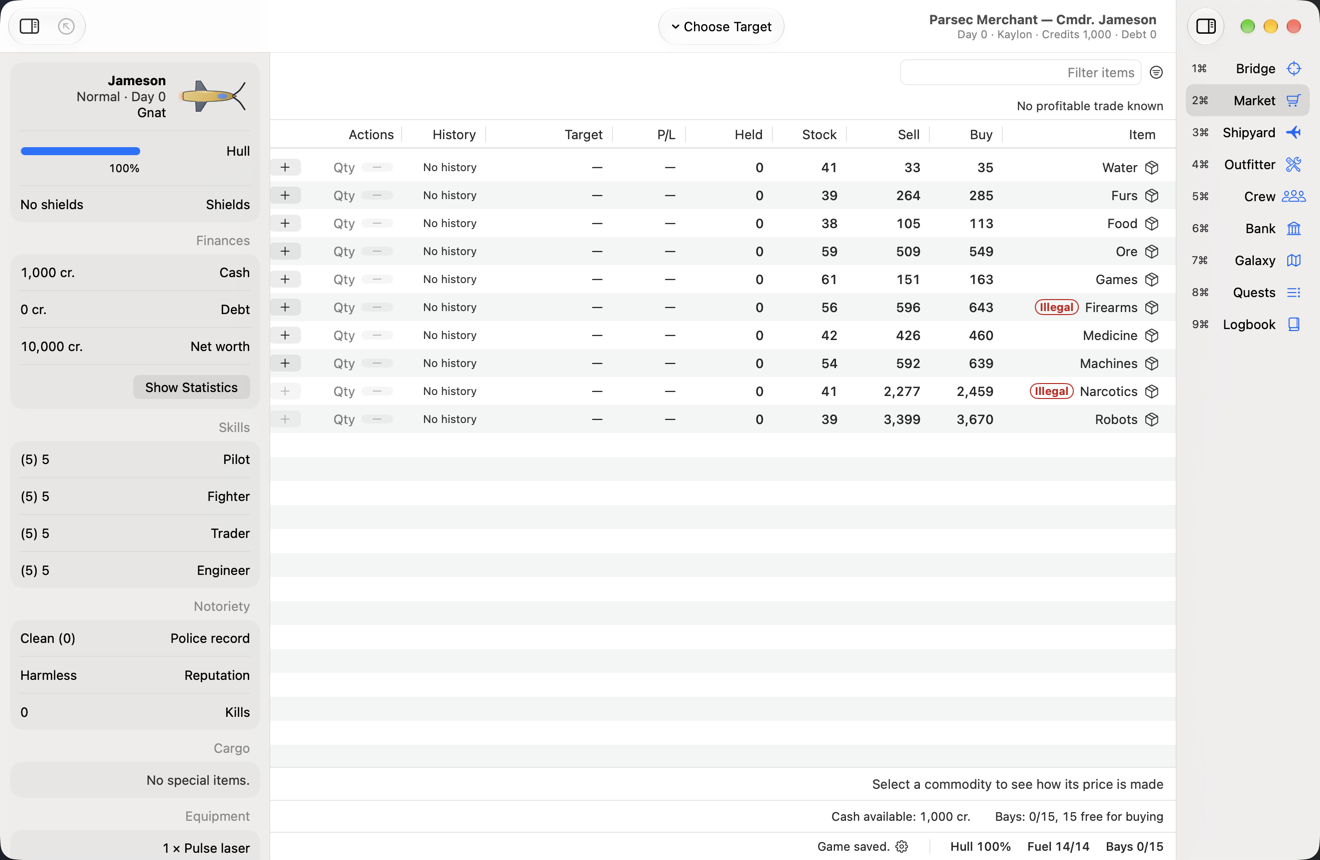 Choose Target
Parsec Merchant — Cmdr. Jameson
Day 0 · Kaylon · Credits 1,000 · Debt 0
1⌘ Bridge
2⌘ Market
3⌘ Shipyard
4⌘ Outfitter
5⌘ Crew
6⌘ Bank
7⌘ Galaxy
8⌘ Quests
9⌘ Logbook
Jameson
Normal · Day 0
Gnat
Hull
100%
No shields Shields
Finances
1,000 cr. Cash
0 cr. Debt
10,000 cr. Net worth
Show Statistics
Skills
(5) 5 Pilot
(5) 5 Fighter
(5) 5 Trader
(5) 5 Engineer
Notoriety
Clean (0) Police record
Harmless Reputation
0 Kills
Cargo
No special items.
Equipment
1 × Pulse laser
Filter items
No profitable trade known
Actions History Target P/L Held Stock Sell Buy Item
+ Qty — No history — — 0 41 33 35 Water
+ Qty — No history — — 0 39 264 285 Furs
+ Qty — No history — — 0 38 105 113 Food
+ Qty — No history — — 0 59 509 549 Ore
+ Qty — No history — — 0 61 151 163 Games
+ Qty — No history — — 0 56 596 643 Illegal Firearms
+ Qty — No history — — 0 42 426 460 Medicine
+ Qty — No history — — 0 54 592 639 Machines
+ Qty — No history — — 0 41 2,277 2,459 Illegal Narcotics
+ Qty — No history — — 0 39 3,399 3,670 Robots
Select a commodity to see how its price is made
Cash available: 1,000 cr. Bays: 0/15, 15 free for buying
Game saved. Hull 100% Fuel 14/14 Bays 0/15